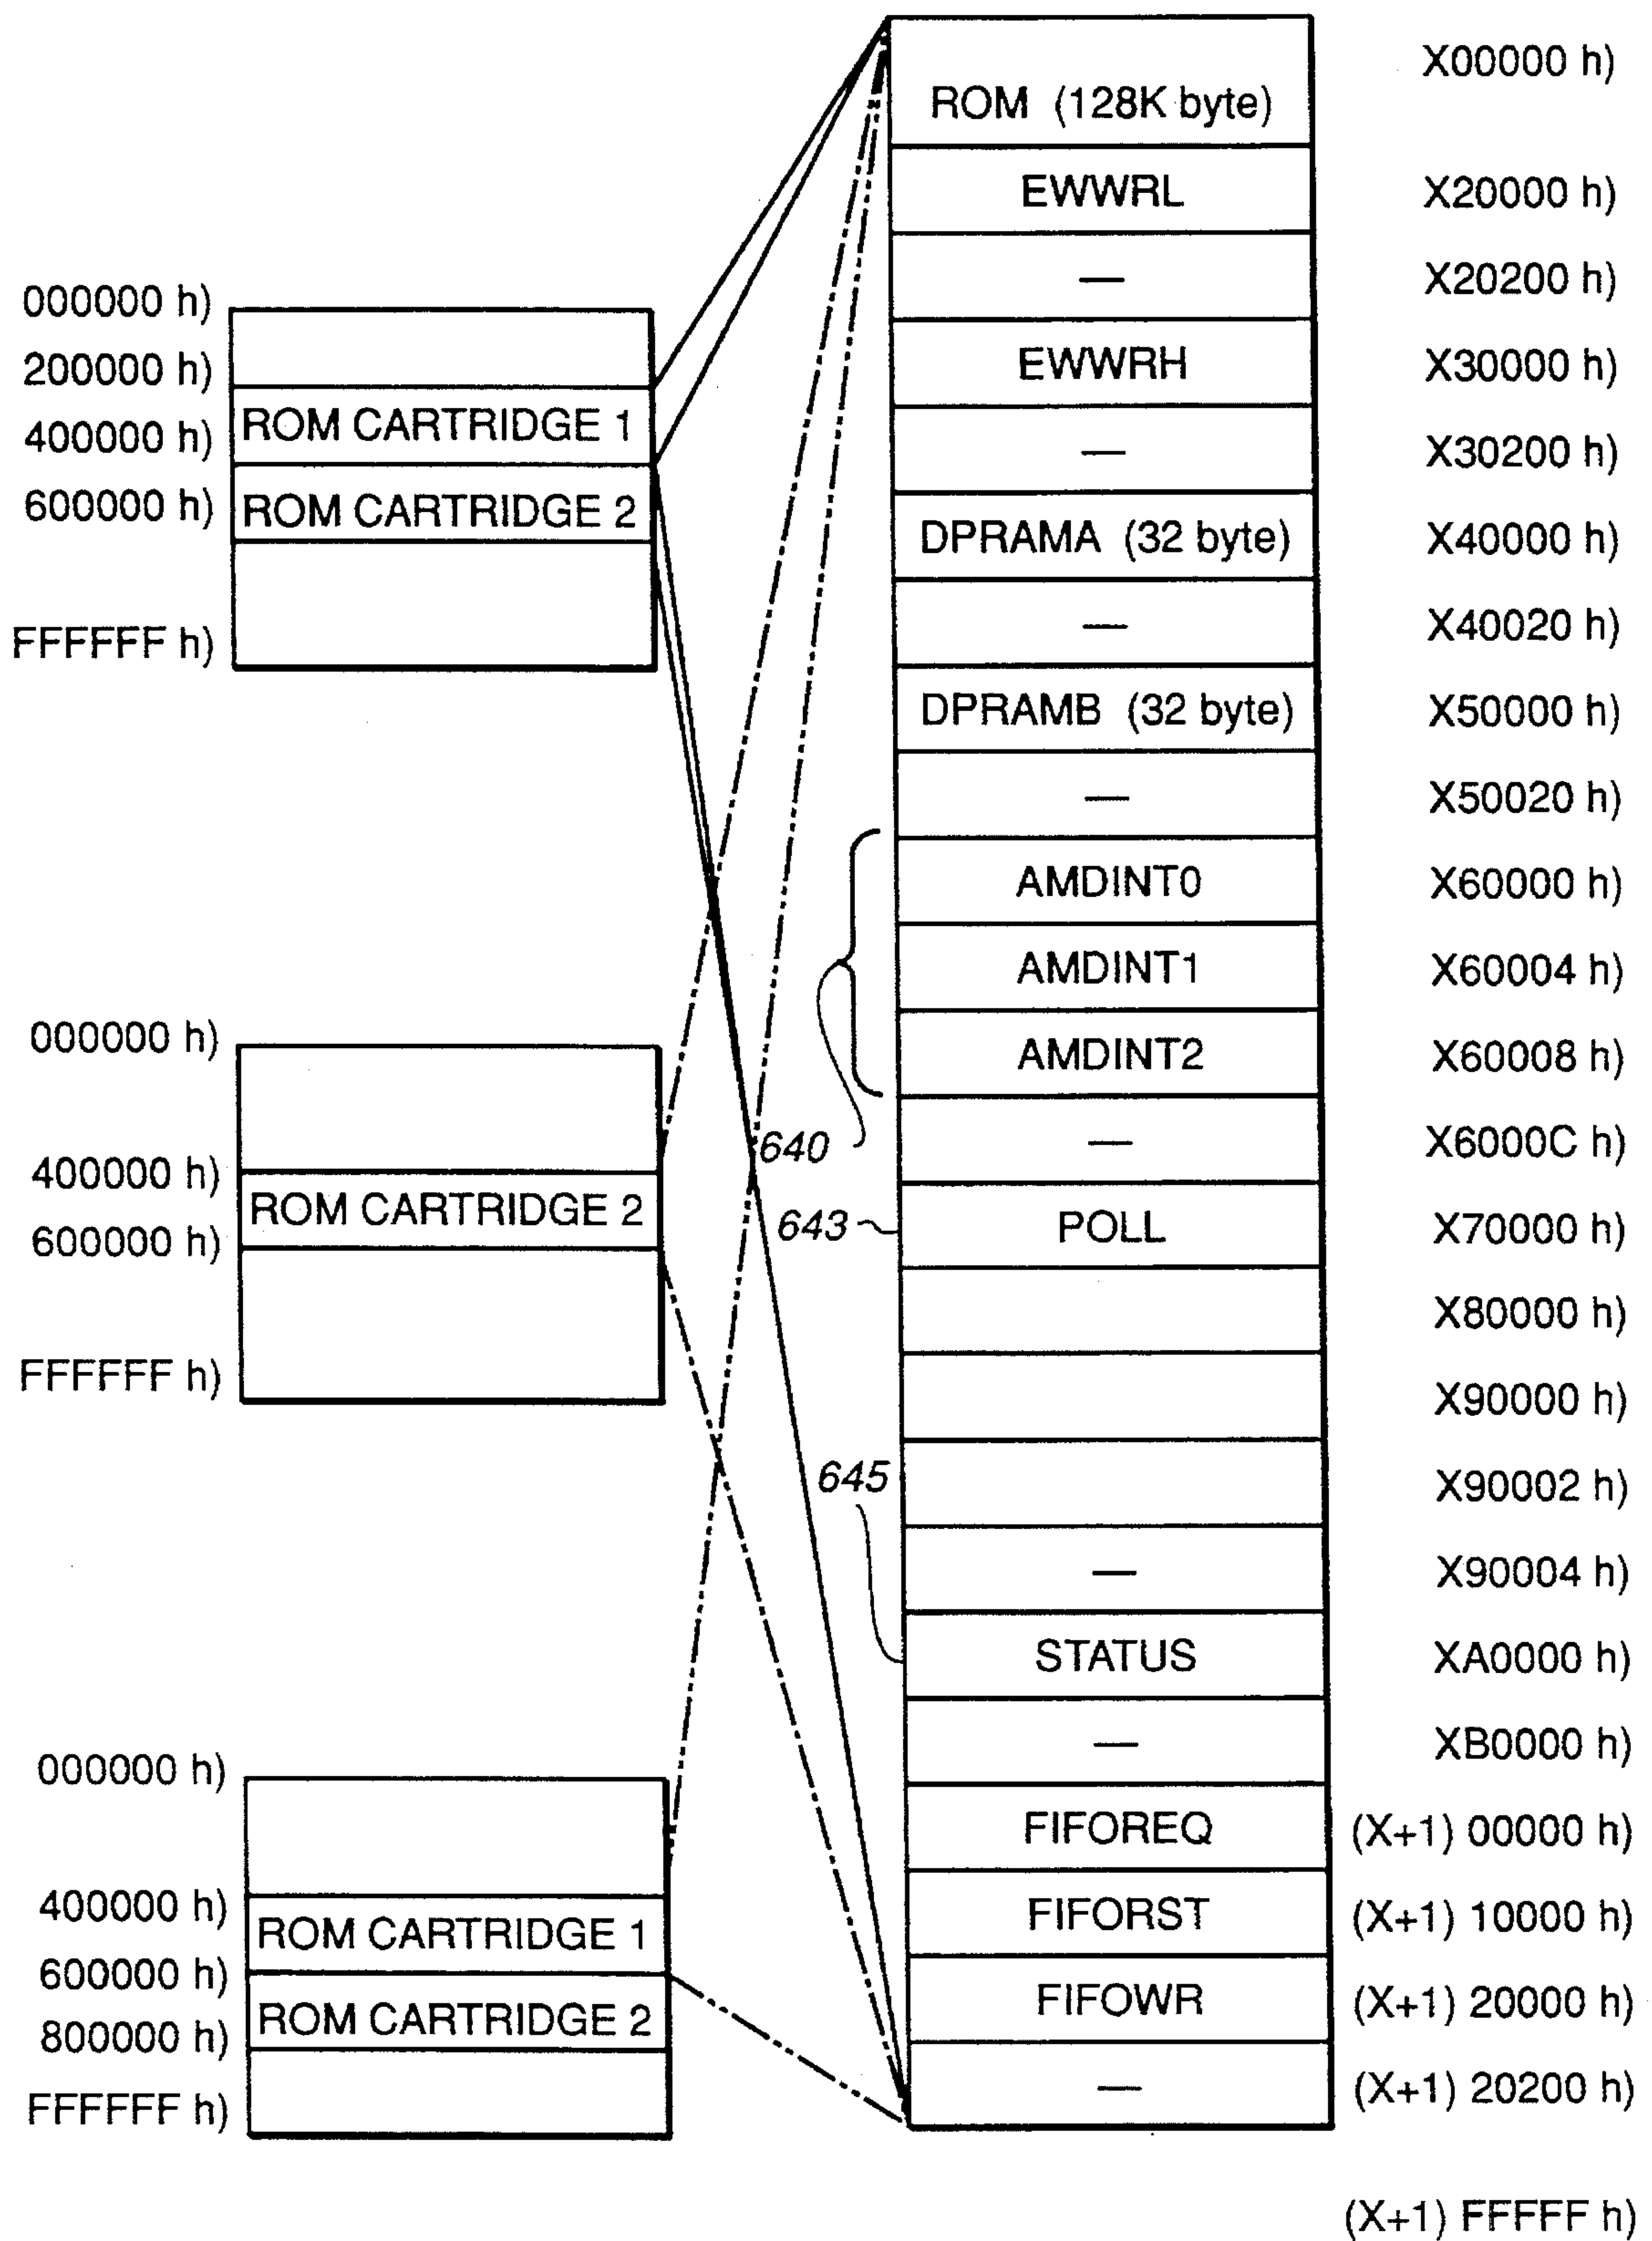 X00000 h)
ROM (128K byte)
EWWRL
X20000 h)
—
X20200 h)
EWWRH
X30000 h)
—
X30200 h)
DPRAMA (32 byte)
X40000 h)
—
X40020 h)
DPRAMB (32 byte)
X50000 h)
—
X50020 h)
AMDINT0
X60000 h)
AMDINT1
X60004 h)
AMDINT2
X60008 h)
—
X6000C h)
POLL
X70000 h)
X80000 h)
X90000 h)
X90002 h)
—
X90004 h)
STATUS
XA0000 h)
—
XB0000 h)
FIFOREQ
(X+1) 00000 h)
FIFORST
(X+1) 10000 h)
FIFOWR
(X+1) 20000 h)
—
(X+1) 20200 h)
(X+1) FFFFF h)
640
643
645
000000 h)
200000 h)
ROM CARTRIDGE 1
400000 h)
ROM CARTRIDGE 2
600000 h)
FFFFFF h)
000000 h)
400000 h)
ROM CARTRIDGE 2
600000 h)
FFFFFF h)
000000 h)
400000 h)
ROM CARTRIDGE 1
600000 h)
ROM CARTRIDGE 2
800000 h)
FFFFFF h)